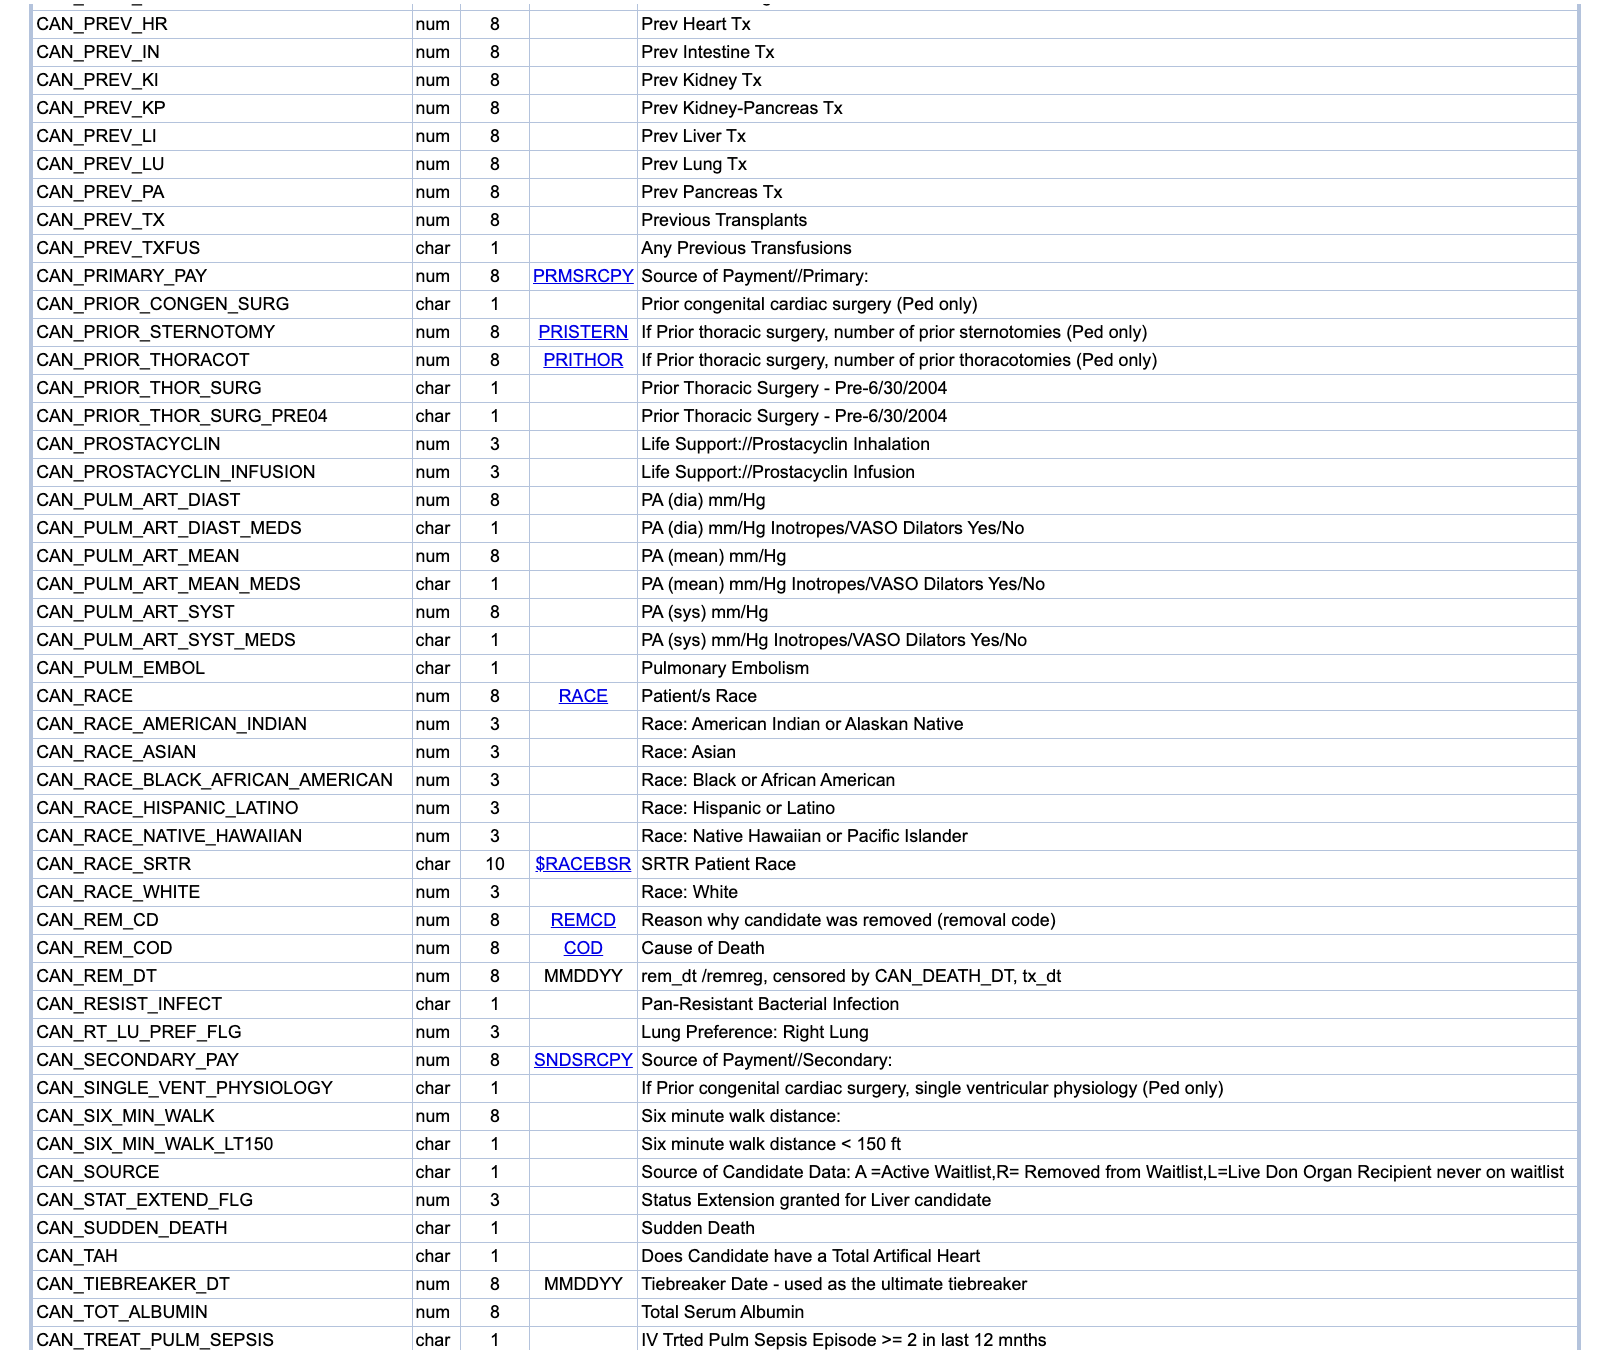 CAN_PREV_HR num 8 Prev Heart Tx
CAN_PREV_IN num 8 Prev Intestine Tx
CAN_PREV_KI num 8 Prev Kidney Tx
CAN_PREV_KP num 8 Prev Kidney-Pancreas Tx
CAN_PREV_LI num 8 Prev Liver Tx
CAN_PREV_LU num 8 Prev Lung Tx
CAN_PREV_PA num 8 Prev Pancreas Tx
CAN_PREV_TX num 8 Previous Transplants
CAN_PREV_TXFUS char 1 Any Previous Transfusions
CAN_PRIMARY_PAY num 8 PRMSRCPY Source of Payment//Primary:
CAN_PRIOR_CONGEN_SURG char 1 Prior congenital cardiac surgery (Ped only)
CAN_PRIOR_STERNOTOMY num 8 PRISTERN If Prior thoracic surgery, number of prior sternotomies (Ped only)
CAN_PRIOR_THORACOT num 8 PRITHOR If Prior thoracic surgery, number of prior thoracotomies (Ped only)
CAN_PRIOR_THOR_SURG char 1 Prior Thoracic Surgery - Pre-6/30/2004
CAN_PRIOR_THOR_SURG_PRE04 char 1 Prior Thoracic Surgery - Pre-6/30/2004
CAN_PROSTACYCLIN num 3 Life Support://Prostacyclin Inhalation
CAN_PROSTACYCLIN_INFUSION num 3 Life Support://Prostacyclin Infusion
CAN_PULM_ART_DIAST num 8 PA (dia) mm/Hg
CAN_PULM_ART_DIAST_MEDS char 1 PA (dia) mm/Hg Inotropes/VASO Dilators Yes/No
CAN_PULM_ART_MEAN num 8 PA (mean) mm/Hg
CAN_PULM_ART_MEAN_MEDS char 1 PA (mean) mm/Hg Inotropes/VASO Dilators Yes/No
CAN_PULM_ART_SYST num 8 PA (sys) mm/Hg
CAN_PULM_ART_SYST_MEDS char 1 PA (sys) mm/Hg Inotropes/VASO Dilators Yes/No
CAN_PULM_EMBOL char 1 Pulmonary Embolism
CAN_RACE num 8 RACE Patient/s Race
CAN_RACE_AMERICAN_INDIAN num 3 Race: American Indian or Alaskan Native
CAN_RACE_ASIAN num 3 Race: Asian
CAN_RACE_BLACK_AFRICAN_AMERICAN num 3 Race: Black or African American
CAN_RACE_HISPANIC_LATINO num 3 Race: Hispanic or Latino
CAN_RACE_NATIVE_HAWAIIAN num 3 Race: Native Hawaiian or Pacific Islander
CAN_RACE_SRTR char 10 $RACEBSR SRTR Patient Race
CAN_RACE_WHITE num 3 Race: White
CAN_REM_CD num 8 REMCD Reason why candidate was removed (removal code)
CAN_REM_COD num 8 COD Cause of Death
CAN_REM_DT num 8 MMDDYY rem_dt /remreg, censored by CAN_DEATH_DT, tx_dt
CAN_RESIST_INFECT char 1 Pan-Resistant Bacterial Infection
CAN_RT_LU_PREF_FLG num 3 Lung Preference: Right Lung
CAN_SECONDARY_PAY num 8 SNDSRCPY Source of Payment//Secondary:
CAN_SINGLE_VENT_PHYSIOLOGY char 1 If Prior congenital cardiac surgery, single ventricular physiology (Ped only)
CAN_SIX_MIN_WALK num 8 Six minute walk distance:
CAN_SIX_MIN_WALK_LT150 char 1 Six minute walk distance < 150 ft
CAN_SOURCE char 1 Source of Candidate Data: A =Active Waitlist,R= Removed from Waitlist,L=Live Don Organ Recipient never on waitlist
CAN_STAT_EXTEND_FLG num 3 Status Extension granted for Liver candidate
CAN_SUDDEN_DEATH char 1 Sudden Death
CAN_TAH char 1 Does Candidate have a Total Artifical Heart
CAN_TIEBREAKER_DT num 8 MMDDYY Tiebreaker Date - used as the ultimate tiebreaker
CAN_TOT_ALBUMIN num 8 Total Serum Albumin
CAN_TREAT_PULM_SEPSIS char 1 IV Trted Pulm Sepsis Episode >= 2 in last 12 mnths